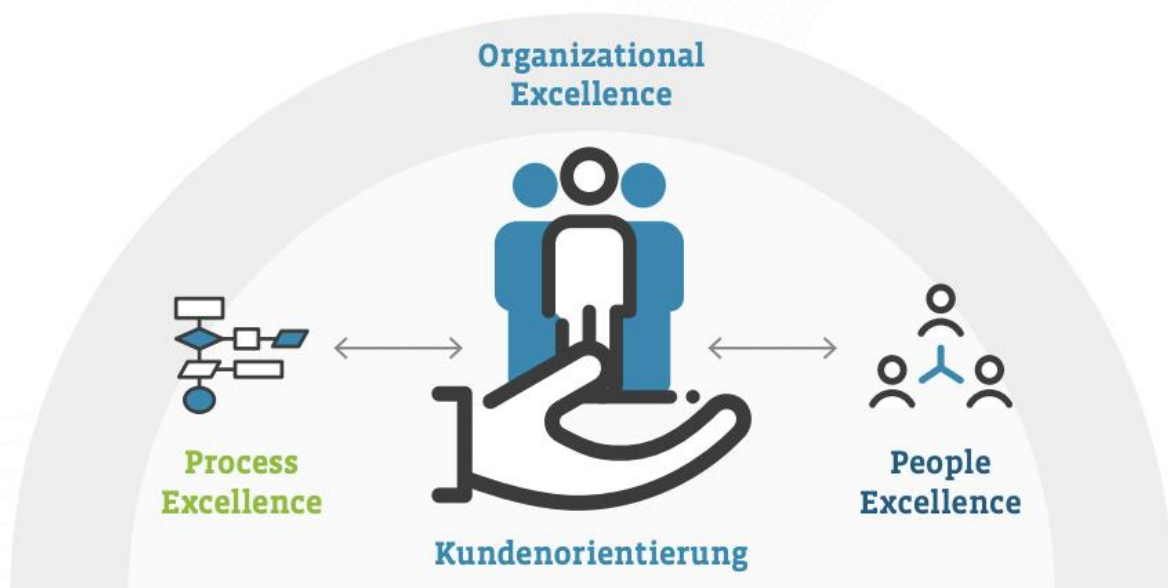 Organizational
Excellence
Process
Excellence
People
Excellence
Kundenorientierung